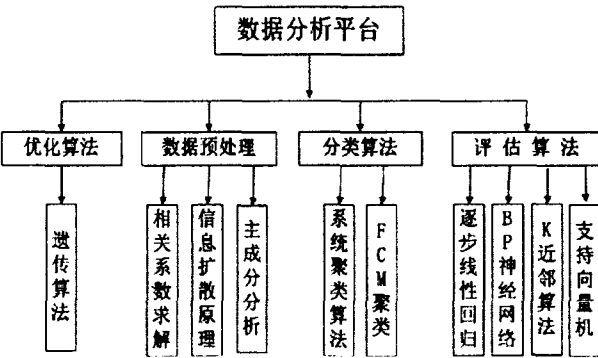 数据分析平台
优化算法
数据预处理
分类算法
评估算法
遗传算法
相关系数求解
信息扩散原理
主成分分析
系统聚类算法
FCM聚类
逐步线性回归
BP神经网络
K近邻算法
支持向量机